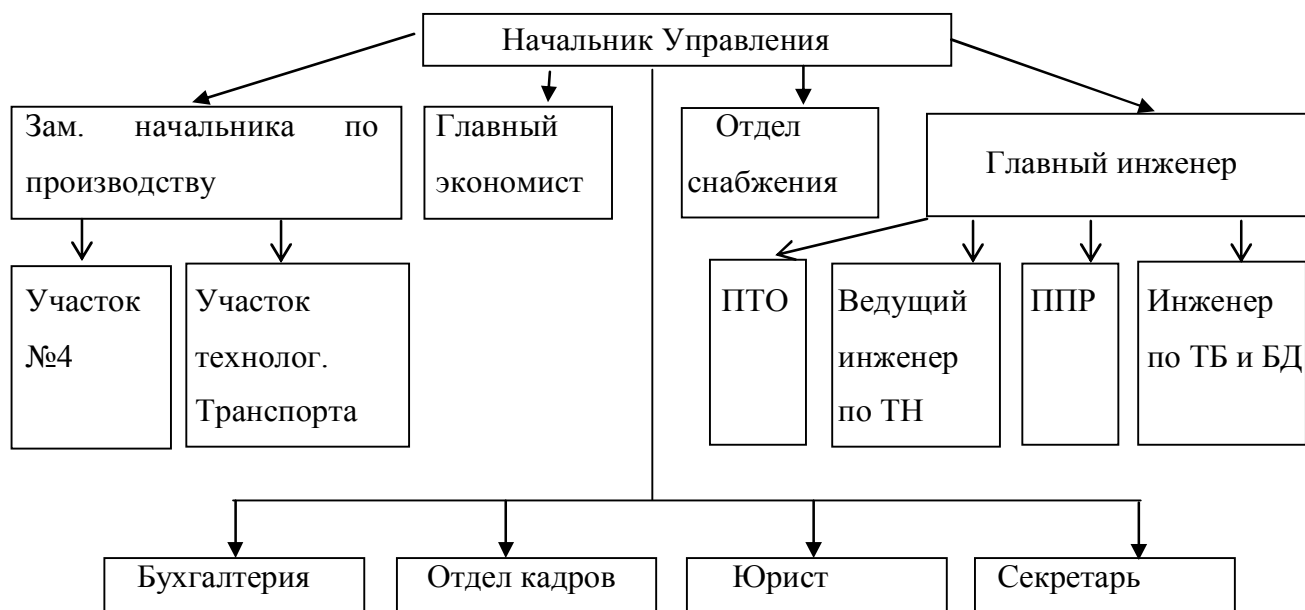 Начальник Управления
Зам. начальника по
производству
Главный
экономист
Отдел
снабжения
Главный инженер
Участок
№4
Участок
технолог.
Транспорта
ПТО
Ведущий
инженер
по ТН
ППР
Инженер
по ТБ и БД
Бухгалтерия
Отдел кадров
Юрист
Секретарь